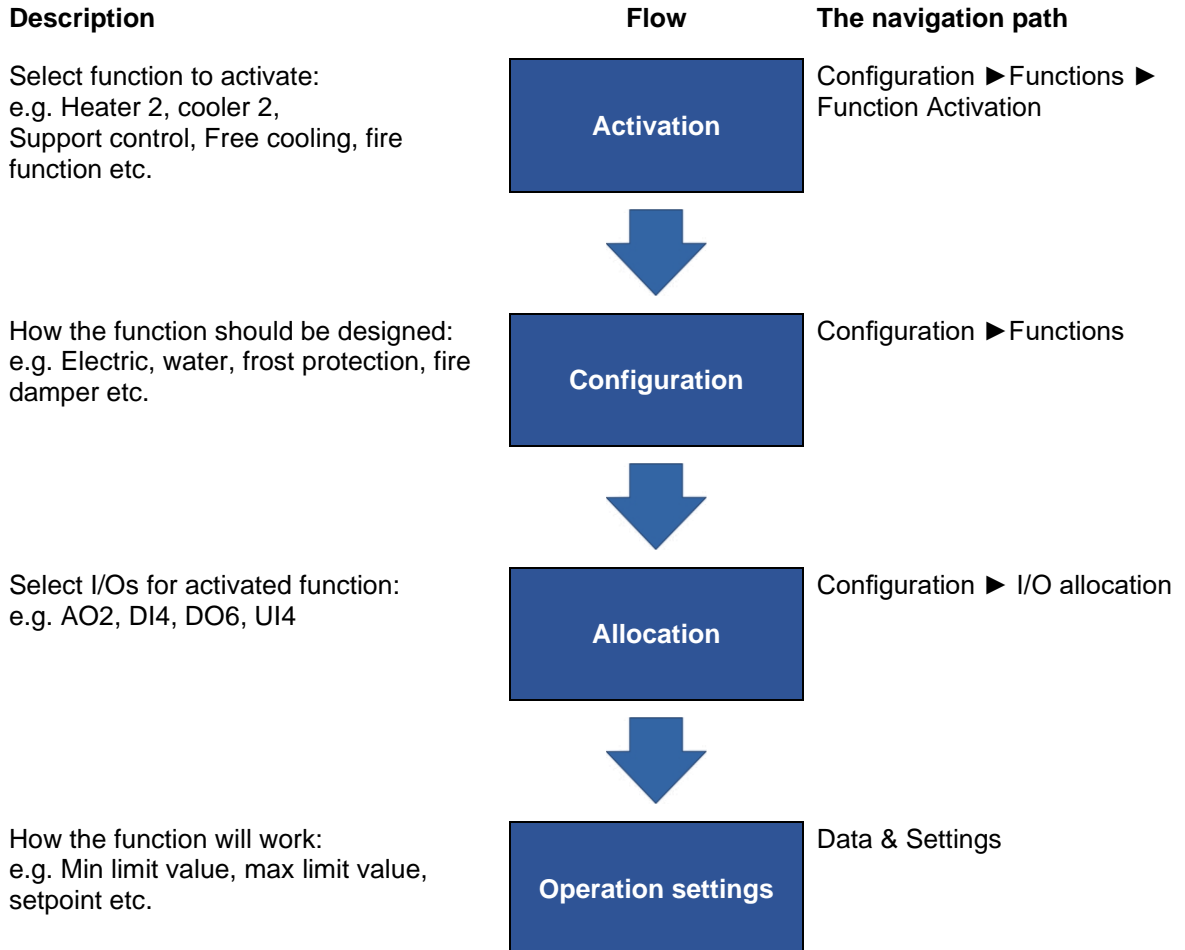 Description Flow The navigation path
Select function to activate:
e.g. Heater 2, cooler 2,
Support control, Free cooling, fire
function etc.
Activation
Configuration ►Functions ►
Function Activation
How the function should be designed:
e.g. Electric, water, frost protection, fire
damper etc.
Configuration
Configuration ►Functions
Select I/Os for activated function:
e.g. AO2, DI4, DO6, UI4
Allocation
Configuration ► I/O allocation
How the function will work:
e.g. Min limit value, max limit value,
setpoint etc.
Operation settings
Data & Settings